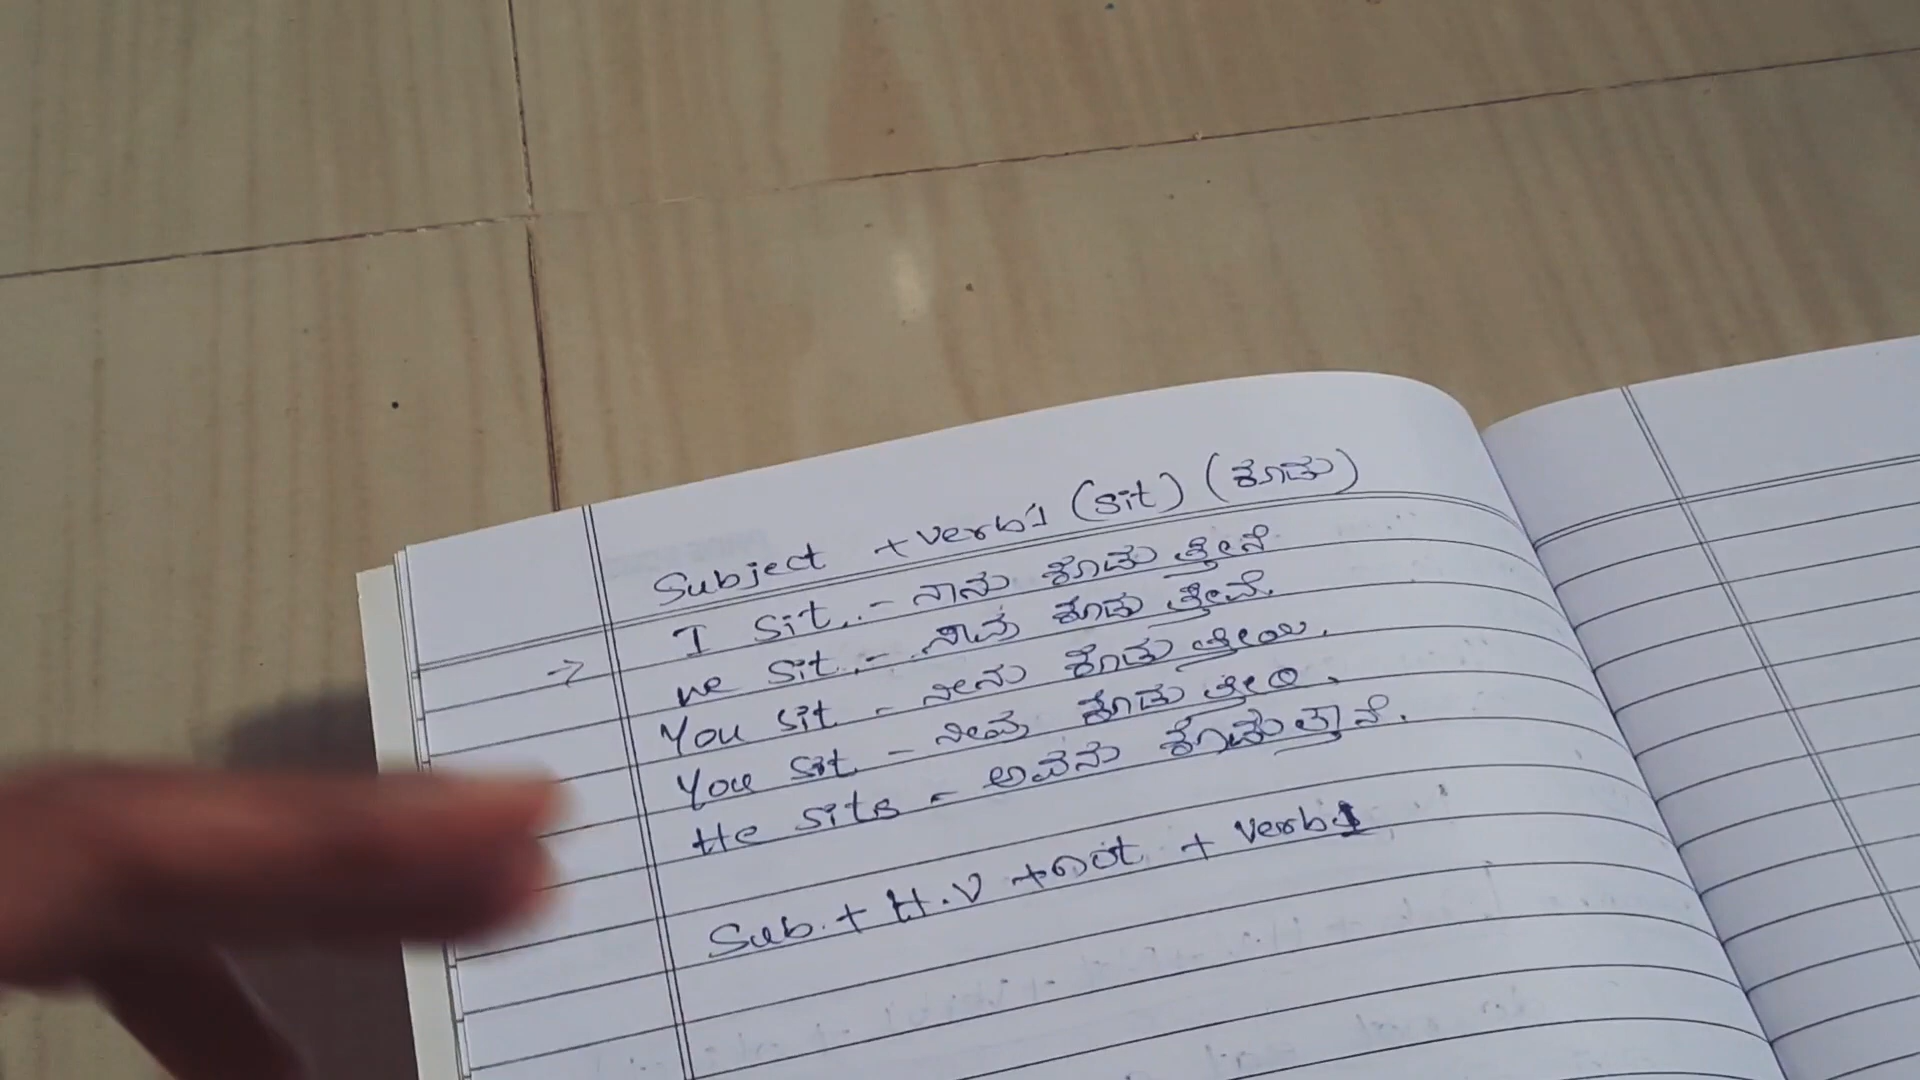 Subject + Verb1 (Sit) (ಕೂಡು)
I Sit. - ನಾನು ಕೂಡುತ್ತೇನೆ
→ We Sit. - ನಾವು ಕೂಡುತ್ತೇವೆ.
You sit - ನೀನು ಕೂಡುತ್ತೀಯ.
You sit - ನೀವು ಕೂಡುತ್ತೀರಿ.
He Sits - ಅವನು ಕೂಡುತ್ತಾನೆ.
Sub. + H.V + not + Verb1